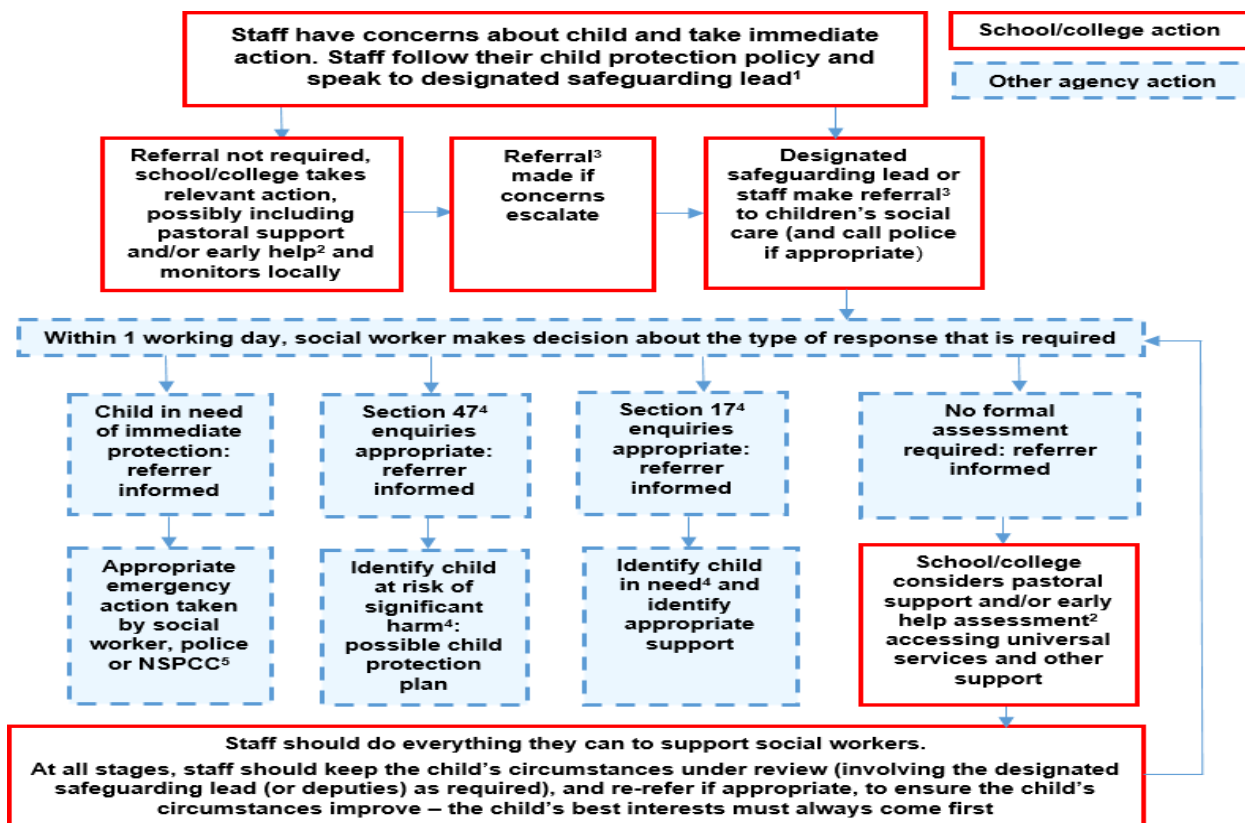 Staff have concerns about child and take immediate
action. Staff follow their child protection policy and
speak to designated safeguarding lead¹
School/college action
Other agency action
Referral not required,
school/college takes
relevant action,
possibly including
pastoral support
and/or early help² and
monitors locally
Referral³
made if
concerns
escalate
Designated
safeguarding lead or
staff make referral³
to children's social
care (and call police
if appropriate)
Within 1 working day, social worker makes decision about the type of response that is required
Child in need
of immediate
protection:
referrer
informed
Section 47⁴
enquiries
appropriate:
referrer
informed
Section 17⁴
enquiries
appropriate:
referrer
informed
No formal
assessment
required: referrer
informed
Appropriate
emergency
action taken
by social
worker, police
or NSPCC⁵
Identify child
at risk of
significant
harm⁴:
possible child
protection
plan
Identify child
in need⁴ and
identify
appropriate
support
School/college
considers pastoral
support and/or early
help assessment²
accessing universal
services and other
support
Staff should do everything they can to support social workers.
At all stages, staff should keep the child's circumstances under review (involving the designated
safeguarding lead (or deputies) as required), and re-refer if appropriate, to ensure the child's
circumstances improve – the child's best interests must always come first